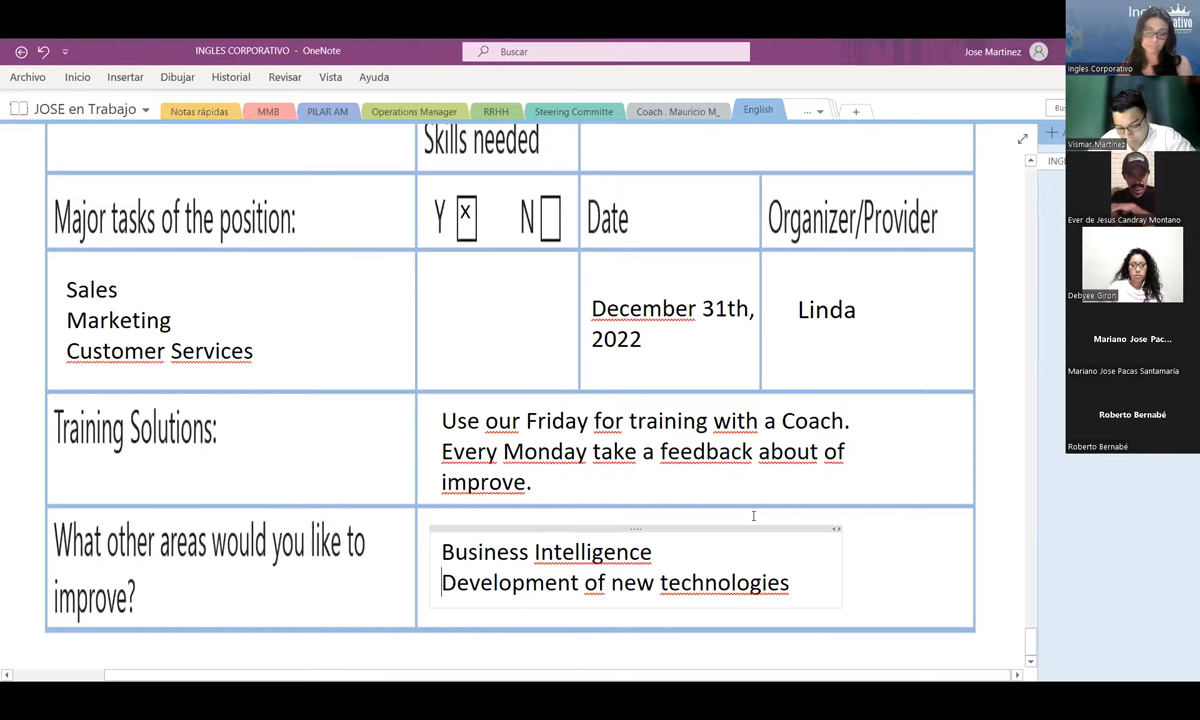 INGLES CORPORATIVO - OneNote
Buscar
Jose Martinez
Archivo Inicio Insertar Dibujar Historial Revisar Vista Ayuda
JOSE en Trabajo
Notas rápidas MMB PILAR AM Operations Manager RRHH Steering Committe Coach . Mauricio M_ English ...
Skills needed
Major tasks of the position: Y x N Date Organizer/Provider
Sales
Marketing
Customer Services
December 31th,
2022
Linda
Training Solutions:
Use our Friday for training with a Coach.
Every Monday take a feedback about of
improve.
What other areas would you like to
improve?
Business Intelligence
Development of new technologies
Ingles Corporativo
Vismar Martinez
Ever de Jesus Candray Montano
Debyee Giron
Mariano Jose Pac...
Mariano Jose Pacas Santamaría
Roberto Bernabé
Roberto Bernabé